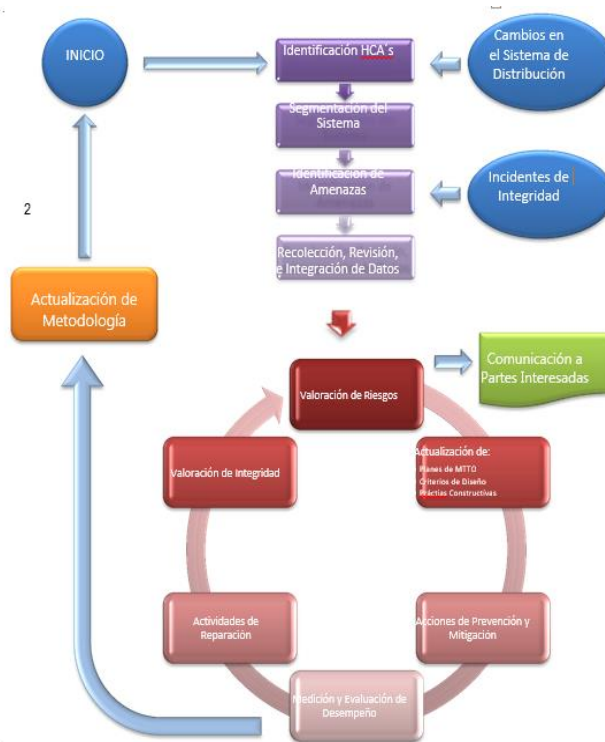 INICIO
Identificación HCA's
Cambios en
el Sistema de
Distribución
Segmentación del
Sistema
Identificación de
Amenazas
Incidentes de
Integridad
2
Recolección, Revisión,
e Integración de Datos
Actualización de
Metodología
Comunicación a
Partes Interesadas
Valoración de Riesgos
Valoración de Integridad
Actualización de:
Planes de MTTO
Criterios de Diseño
Práctias Constructivas
Actividades de
Reparación
Acciones de Prevención y
Mitigación
Medición y Evaluación de
Desempeño